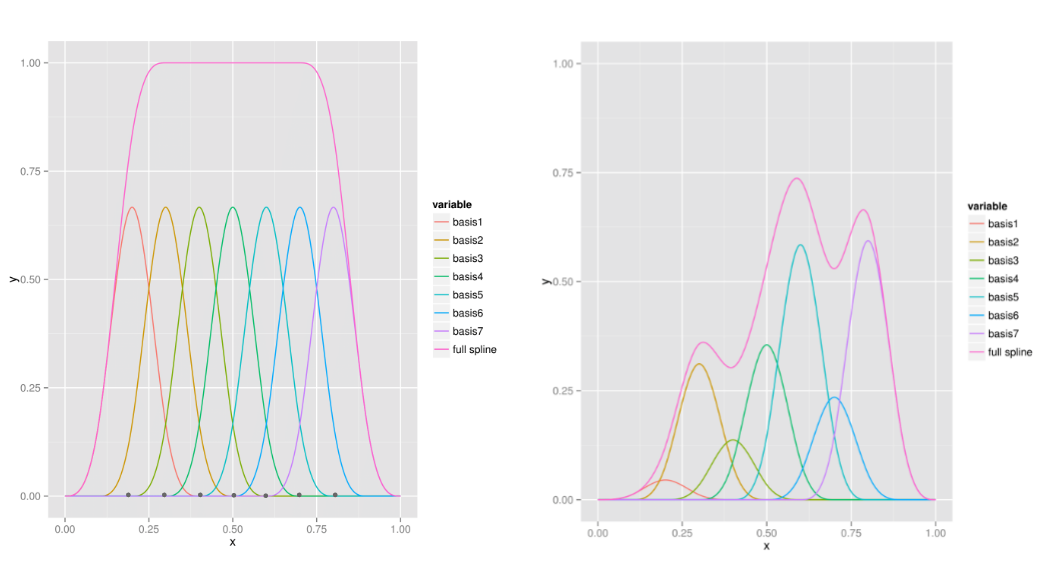 1.00
0.75
0.50
0.25
0.00
y
0.00 0.25 0.50 0.75 1.00
x
variable
basis1
basis2
basis3
basis4
basis5
basis6
basis7
full spline
1.00
0.75
0.50
0.25
0.00
y
0.00 0.25 0.50 0.75 1.00
x
variable
basis1
basis2
basis3
basis4
basis5
basis6
basis7
full spline